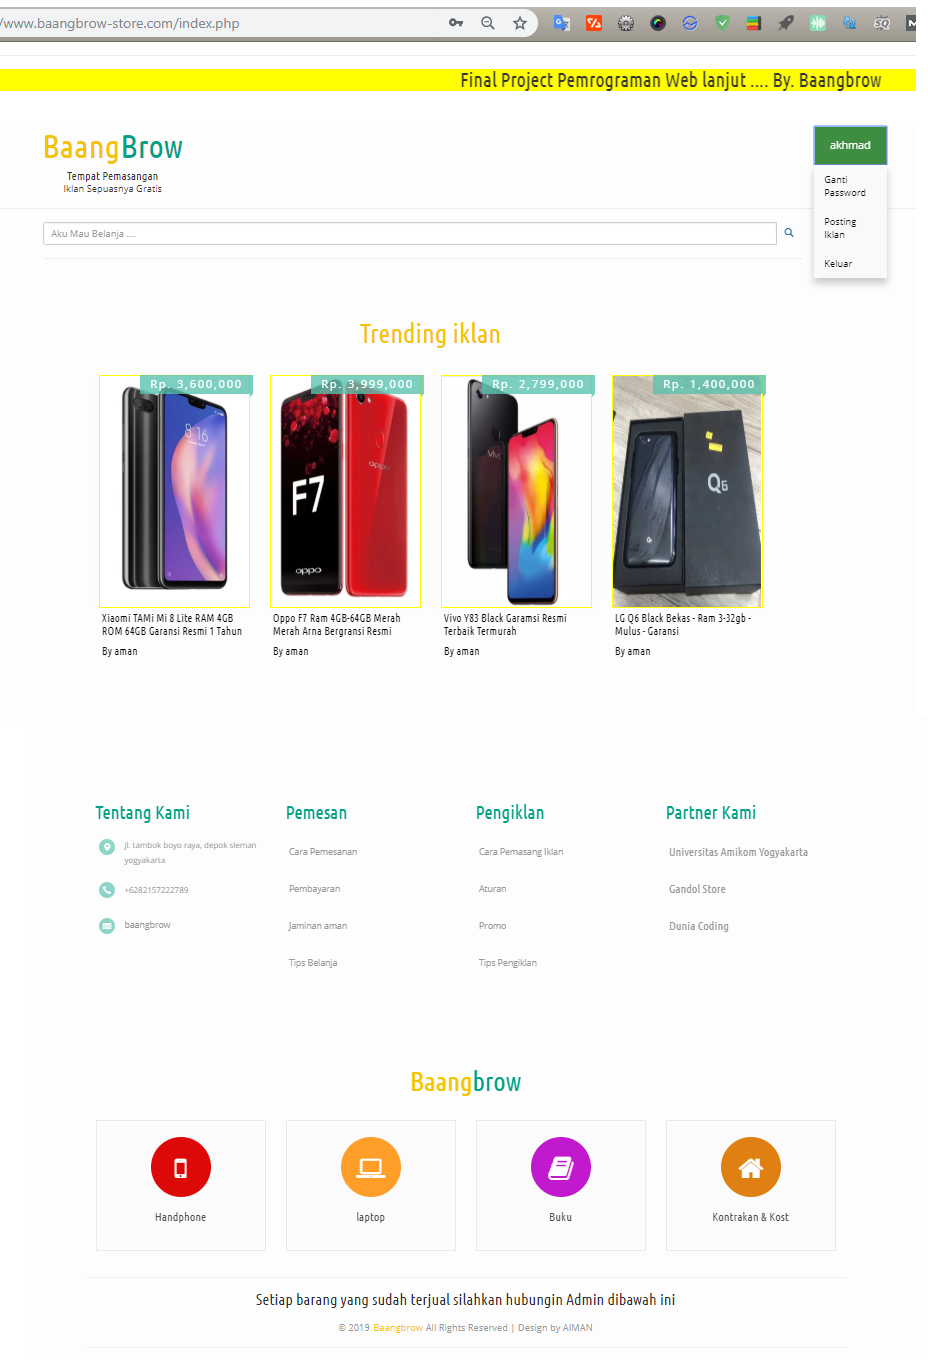 /www.baangbrow-store.com/index.php
Final Project Pemrograman Web lanjut .... By. Baangbrow
BaangBrow
Tempat Pemasangan
Iklan Sepuasnya Gratis
akhmad
Ganti
Password
Posting
Iklan
Keluar
Aku Mau Belanja ....
Trending iklan
Rp. 3,600,000
Rp. 3,999,000
Rp. 2,799,000
Rp. 1,400,000
8:16
F7
oppo
oppo
vivo
Q6
Xiaomi TAMi Mi 8 Lite RAM 4GB
ROM 64GB Garansi Resmi 1 Tahun
By aman
Oppo F7 Ram 4GB-64GB Merah
Merah Arna Bergransi Resmi
By aman
Vivo Y83 Black Garamsi Resmi
Terbaik Termurah
By aman
LG Q6 Black Bekas - Ram 3-32gb -
Mulus - Garansi
By aman
Tentang Kami
jl. tambok boyo raya, depok sleman
yogyakarta
+6282157222789
baangbrow
Pemesan
Cara Pemesanan
Pembayaran
Jaminan aman
Tips Belanja
Pengiklan
Cara Pemasang Iklan
Aturan
Promo
Tips Pengiklan
Partner Kami
Universitas Amikom Yogyakarta
Gandol Store
Dunia Coding
Baangbrow
Handphone
laptop
Buku
Kontrakan & Kost
Setiap barang yang sudah terjual silahkan hubungin Admin dibawah ini
© 2019 Baangbrow All Rights Reserved | Design by AIMAN